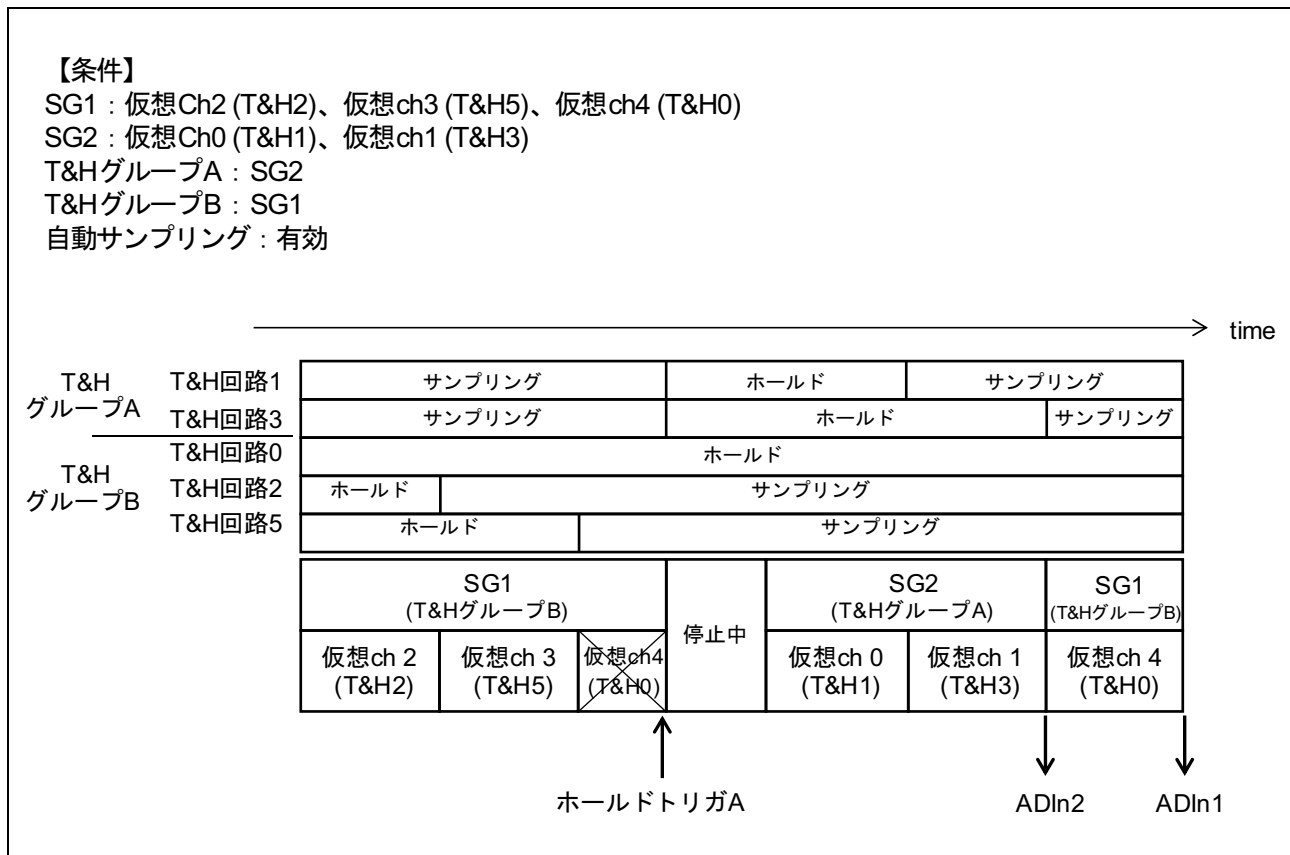 【条件】
SG1：仮想Ch2 (T&H2)、仮想ch3 (T&H5)、仮想ch4 (T&H0)
SG2：仮想Ch0 (T&H1)、仮想ch1 (T&H3)
T&HグループA：SG2
T&HグループB：SG1
自動サンプリング：有効
time
T&H
グループA
T&H回路1
サンプリング
ホールド
サンプリング
T&H回路3
サンプリング
ホールド
サンプリング
T&H
グループB
T&H回路0
ホールド
T&H回路2
ホールド
サンプリング
T&H回路5
ホールド
サンプリング
SG1
(T&HグループB)
停止中
SG2
(T&HグループA)
SG1
(T&HグループB)
仮想ch 2
(T&H2)
仮想ch 3
(T&H5)
仮想ch4
(T&H0)
仮想ch 0
(T&H1)
仮想ch 1
(T&H3)
仮想ch 4
(T&H0)
ホールドトリガA
ADIn2
ADIn1